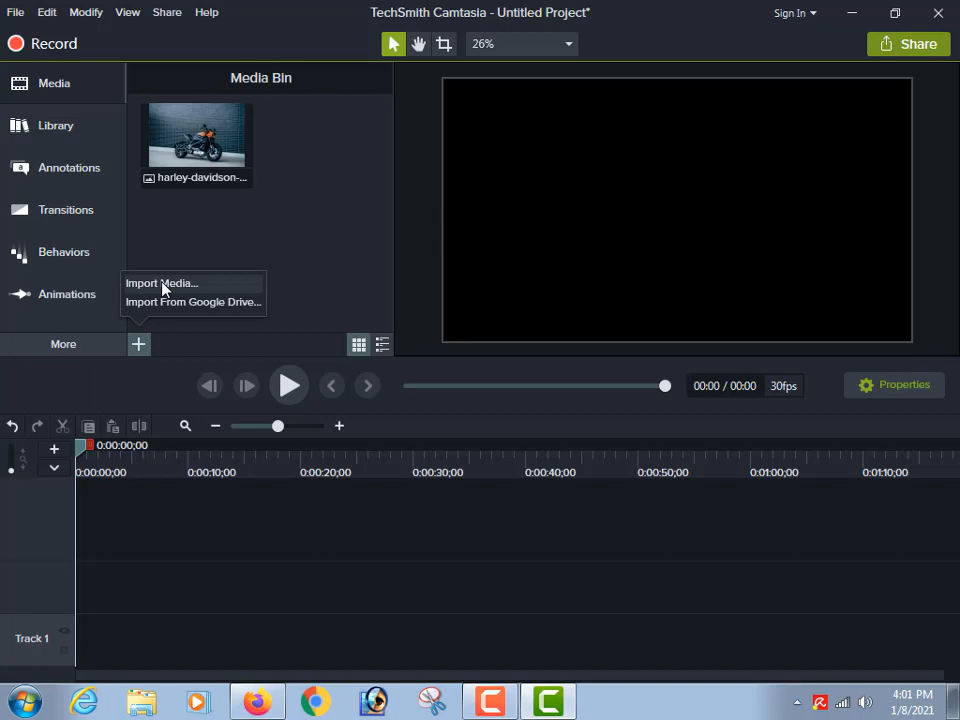 File Edit Modify View Share Help
TechSmith Camtasia - Untitled Project*
Sign In
Record
26%
Share
Media
Media Bin
Library
harley-davidson-...
Annotations
Transitions
Behaviors
Import Media...
Animations
Import From Google Drive...
More
00:00 / 00:00 30fps
Properties
0:00:00;00
0:00:00;00 0:00:10;00 0:00:20;00 0:00:30;00 0:00:40;00 0:00:50;00 0:01:00;00 0:01:10;00
Track 1
4:01 PM
1/8/2021